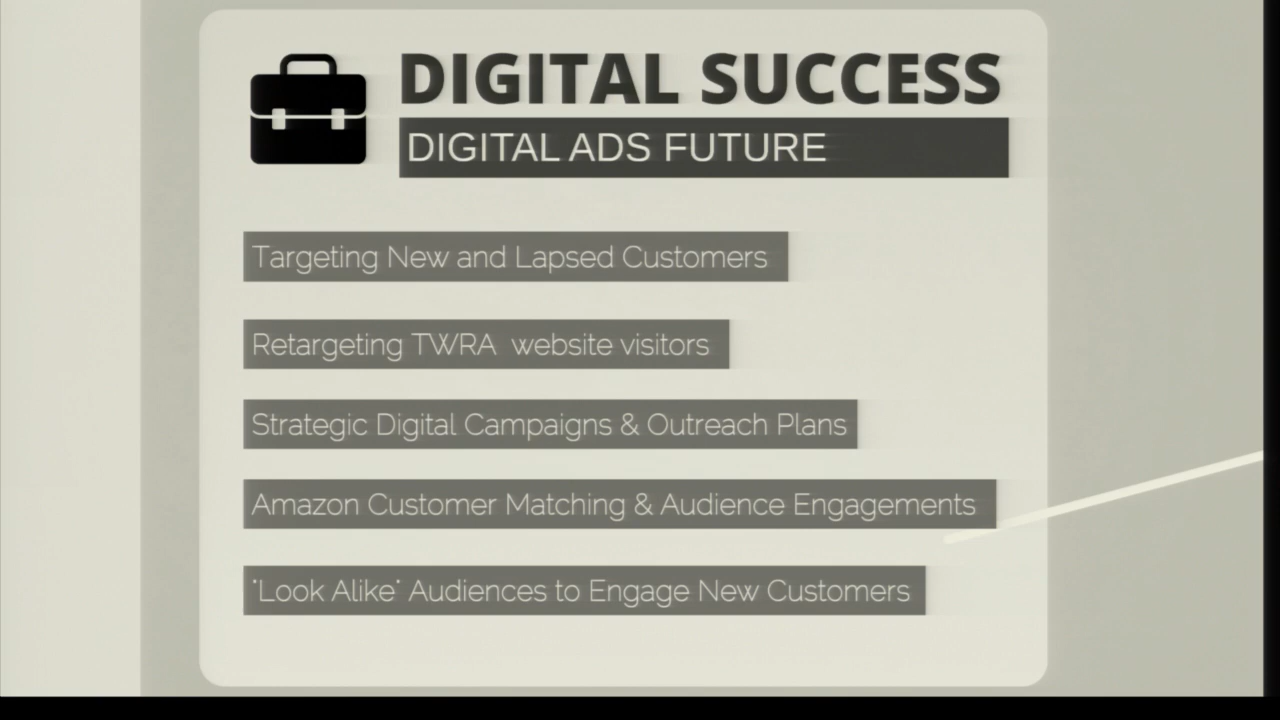 DIGITAL SUCCESS
DIGITAL ADS FUTURE
Targeting New and Lapsed Customers
Retargeting TWRA website visitors
Strategic Digital Campaigns & Outreach Plans
Amazon Customer Matching & Audience Engagements
"Look Alike" Audiences to Engage New Customers